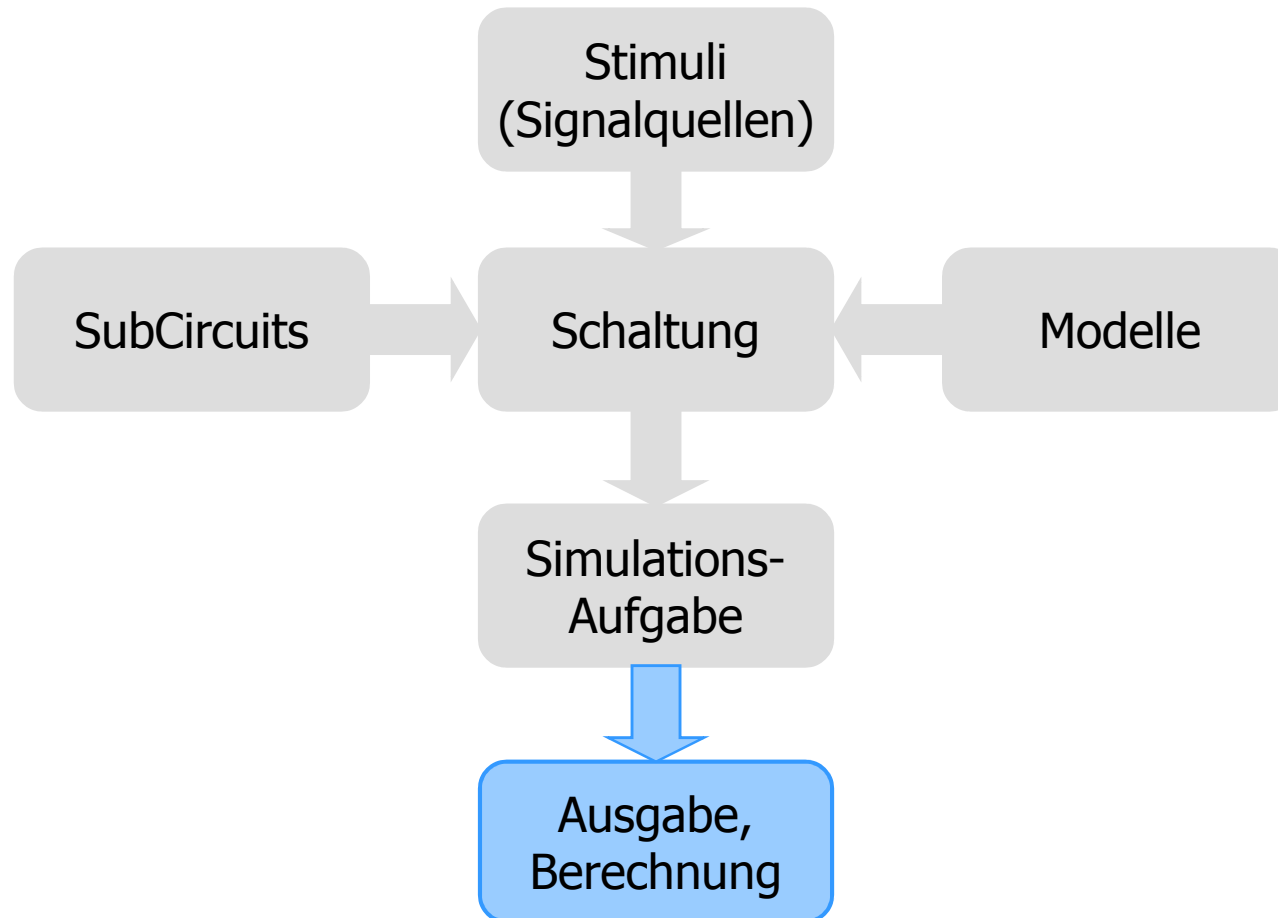 Stimuli
(Signalquellen)
SubCircuits
Schaltung
Modelle
Simulations-
Aufgabe
Ausgabe,
Berechnung